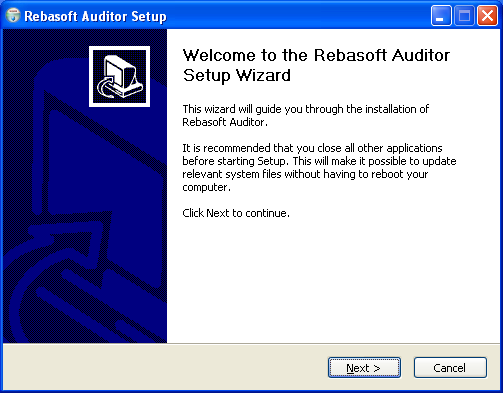 Rebasoft Auditor Setup
Welcome to the Rebasoft Auditor
Setup Wizard
This wizard will guide you through the installation of
Rebasoft Auditor.
It is recommended that you close all other applications
before starting Setup. This will make it possible to update
relevant system files without having to reboot your
computer.
Click Next to continue.
Next >
Cancel